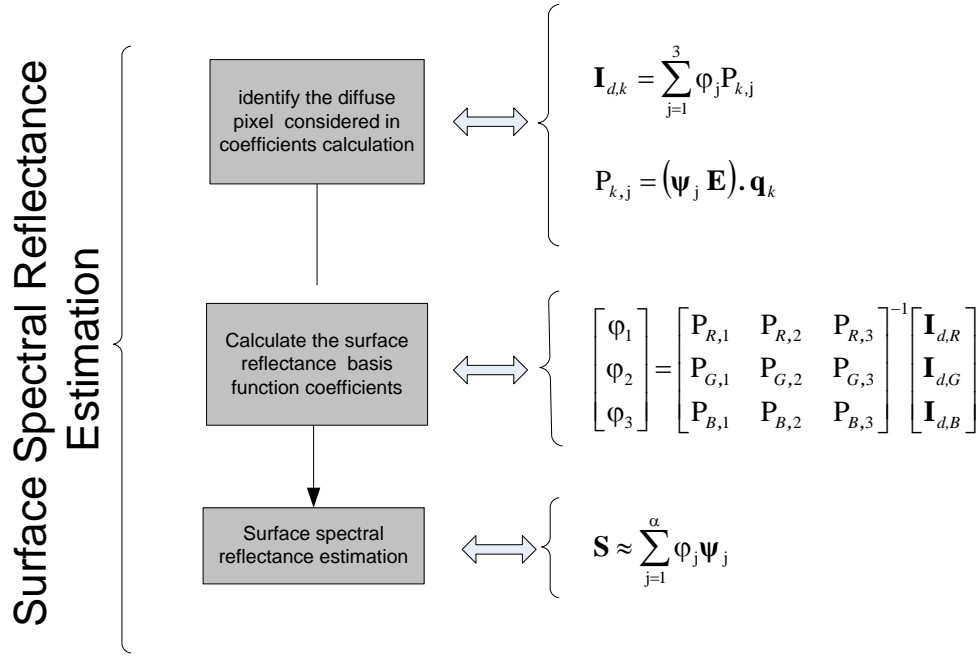 Surface Spectral Reflectance
Estimation
identify the diffuse
pixel considered in
coefficients calculation
I_{d,k} = \sum_{j=1}^{3} φ_j P_{k,j}
P_{k,j} = (ψ_j E) . q_k
Calculate the surface
reflectance basis
function coefficients
[φ_1 φ_2 φ_3] = [P_{R,1} P_{R,2} P_{R,3}; P_{G,1} P_{G,2} P_{G,3}; P_{B,1} P_{B,2} P_{B,3}]^{-1} [I_{d,R} I_{d,G} I_{d,B}]
Surface spectral
reflectance estimation
S ≈ \sum_{j=1}^{α} φ_j ψ_j